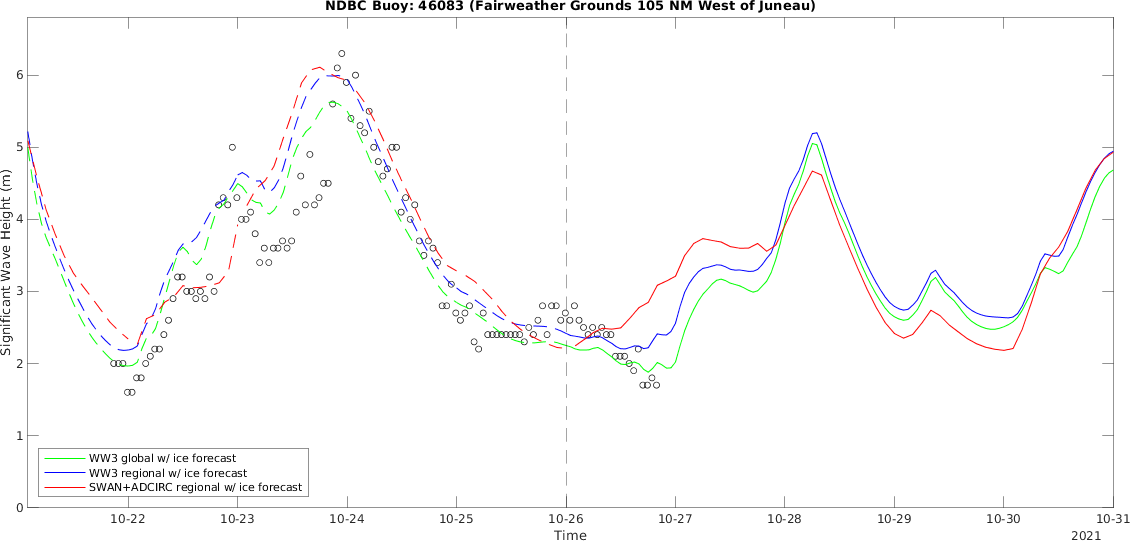 NDBC Buoy: 46083 (Fairweather Grounds 105 NM West of Juneau)
Significant Wave Height (m)
6
5
4
3
2
1
0
WW3 global w/ ice forecast
WW3 regional w/ ice forecast
SWAN+ADCIRC regional w/ ice forecast
10-22 10-23 10-24 10-25 10-26 10-27 10-28 10-29 10-30 10-31
Time
2021